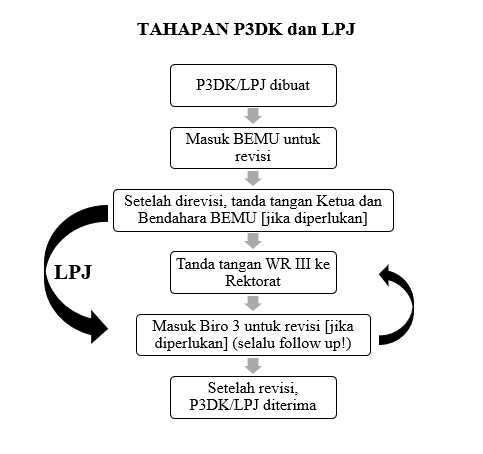 TAHAPAN P3DK dan LPJ
P3DK/LPJ dibuat
Masuk BEMU untuk
revisi
Setelah direvisi, tanda tangan Ketua dan
Bendahara BEMU [jika diperlukan]
LPJ
Tanda tangan WR III ke
Rektorat
Masuk Biro 3 untuk revisi [jika
diperlukan] (selalu follow up!)
Setelah revisi,
P3DK/LPJ diterima